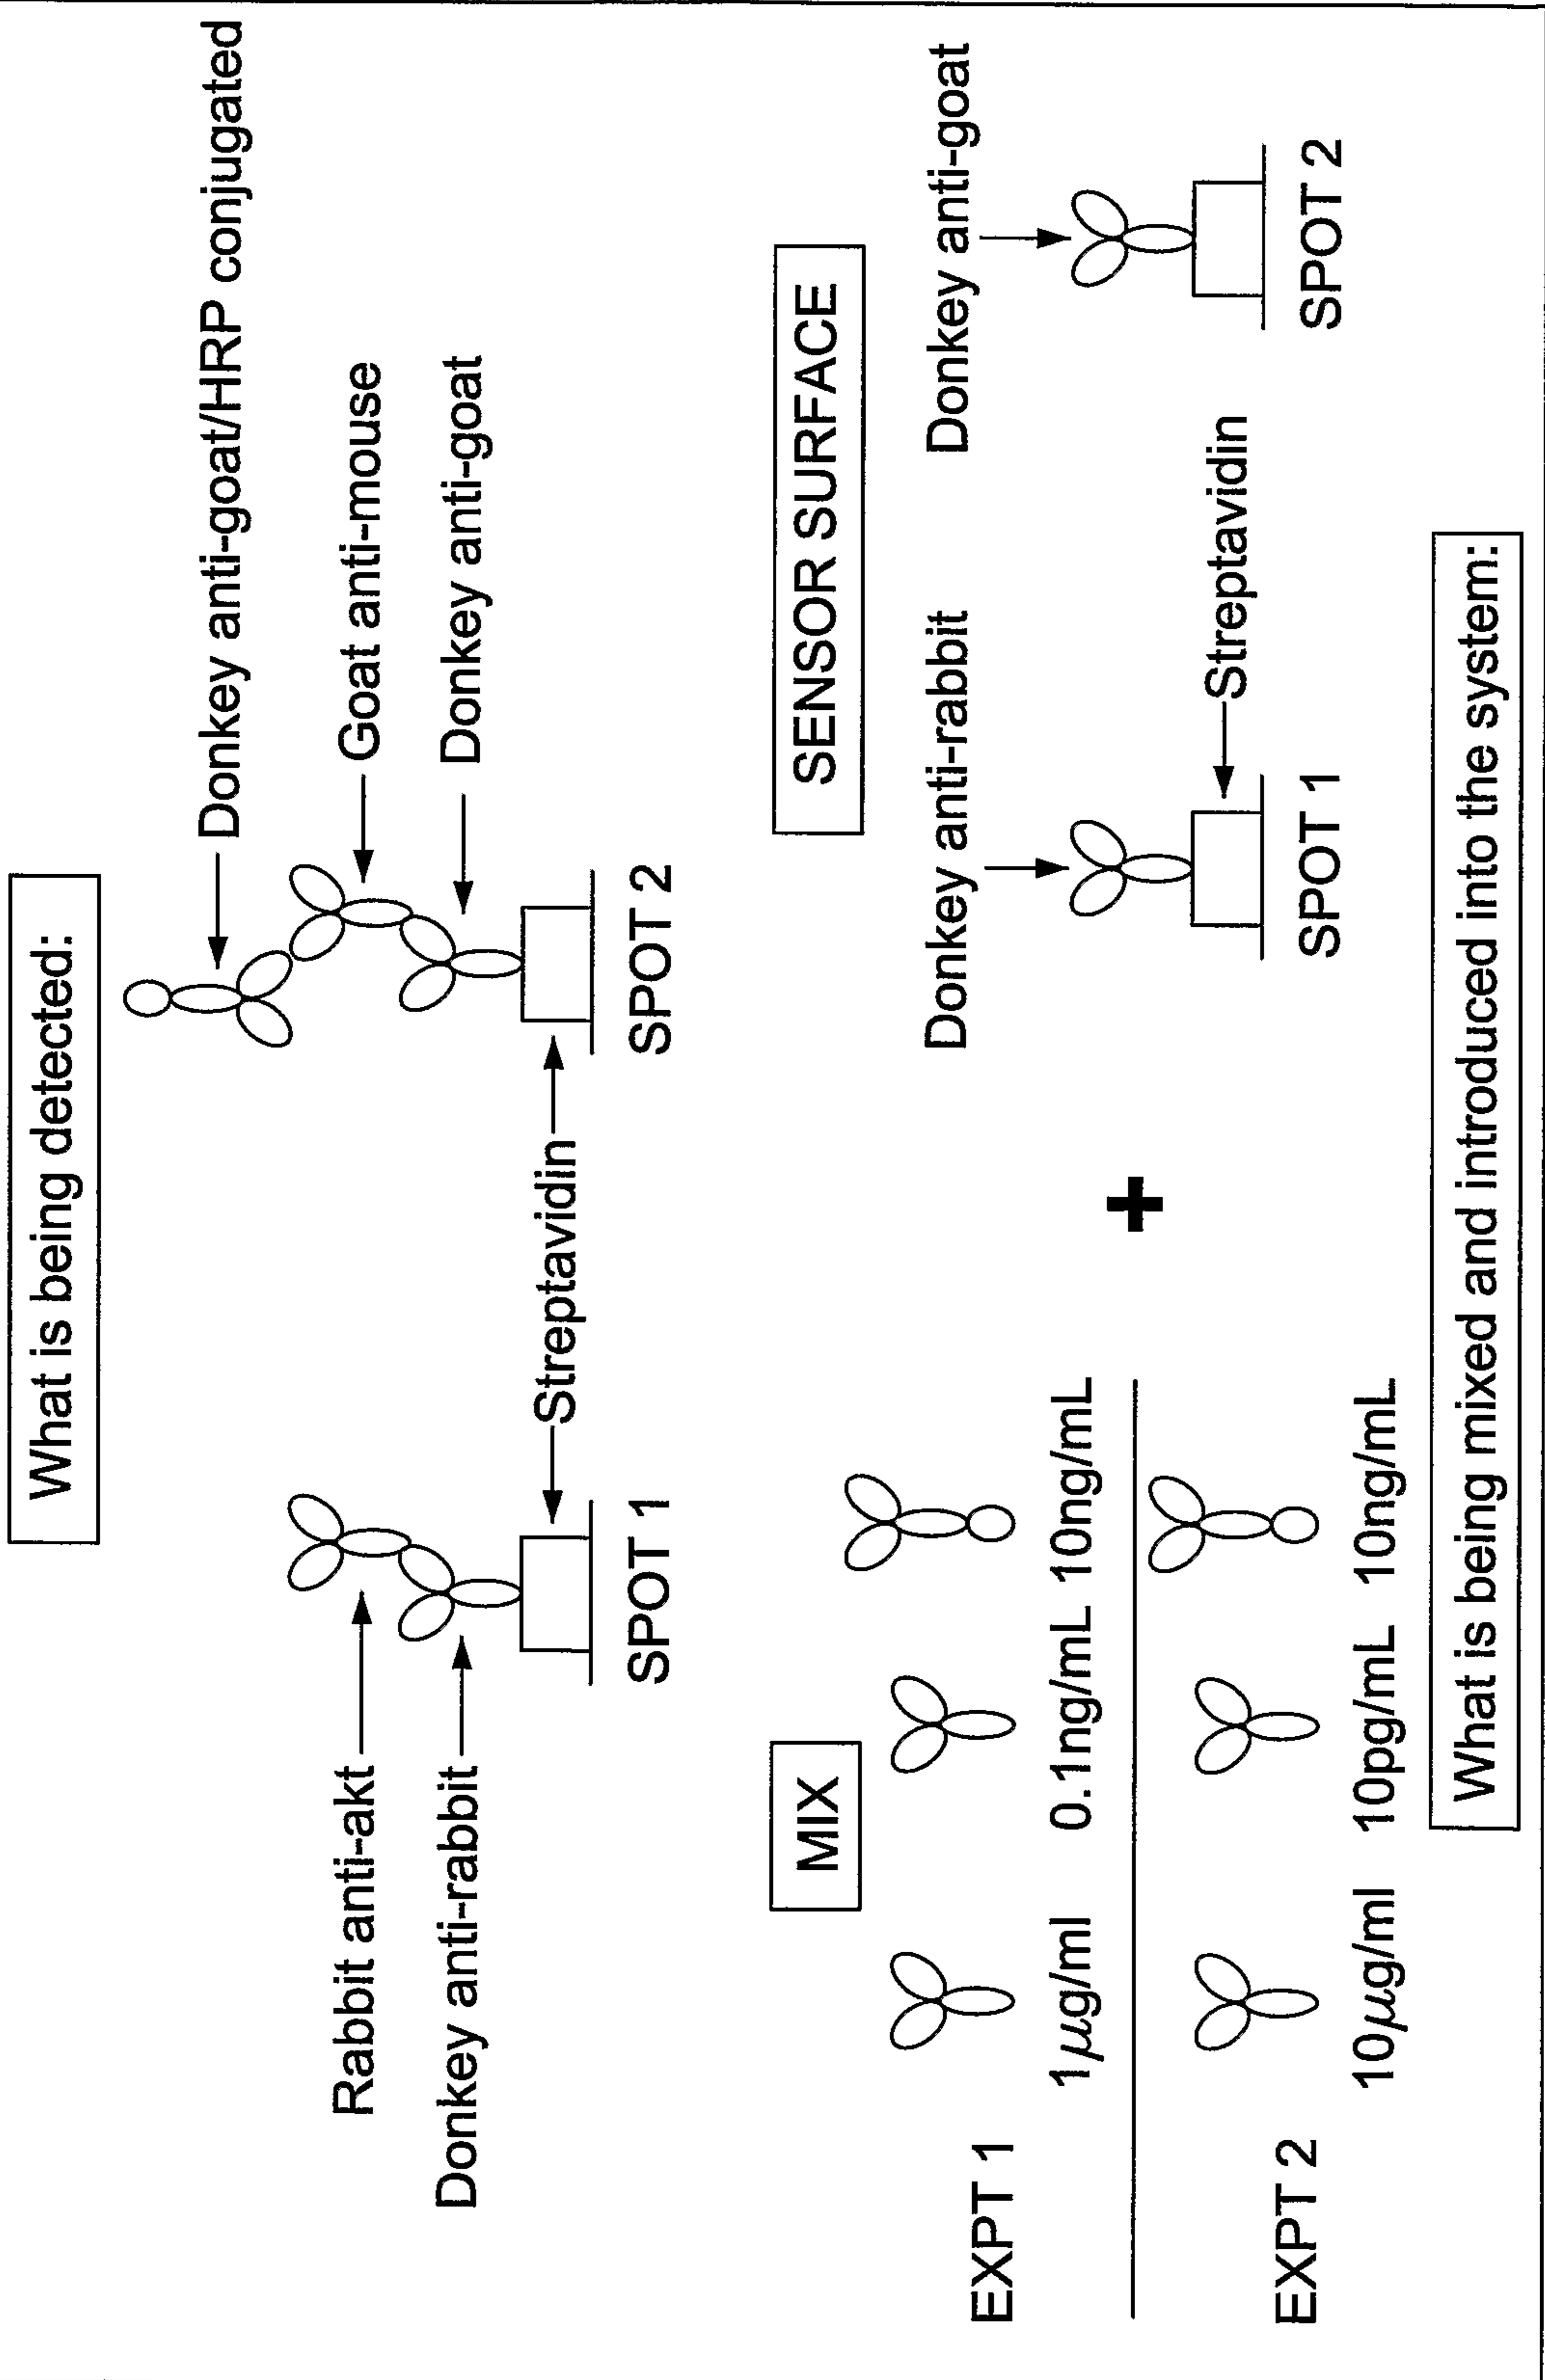 What is being detected:
Donkey anti-goat/HRP conjugated
Rabbit anti-akt
Goat anti-mouse
Donkey anti-rabbit
Donkey anti-goat
Streptavidin
SPOT 1
SPOT 2
MIX
SENSOR SURFACE
Donkey anti-rabbit
Donkey anti-goat
EXPT 1
1μg/ml 0.1ng/mL 10ng/mL
+
Streptavidin
SPOT 1
SPOT 2
EXPT 2
10μg/ml 10pg/mL 10ng/mL
What is being mixed and introduced into the system: